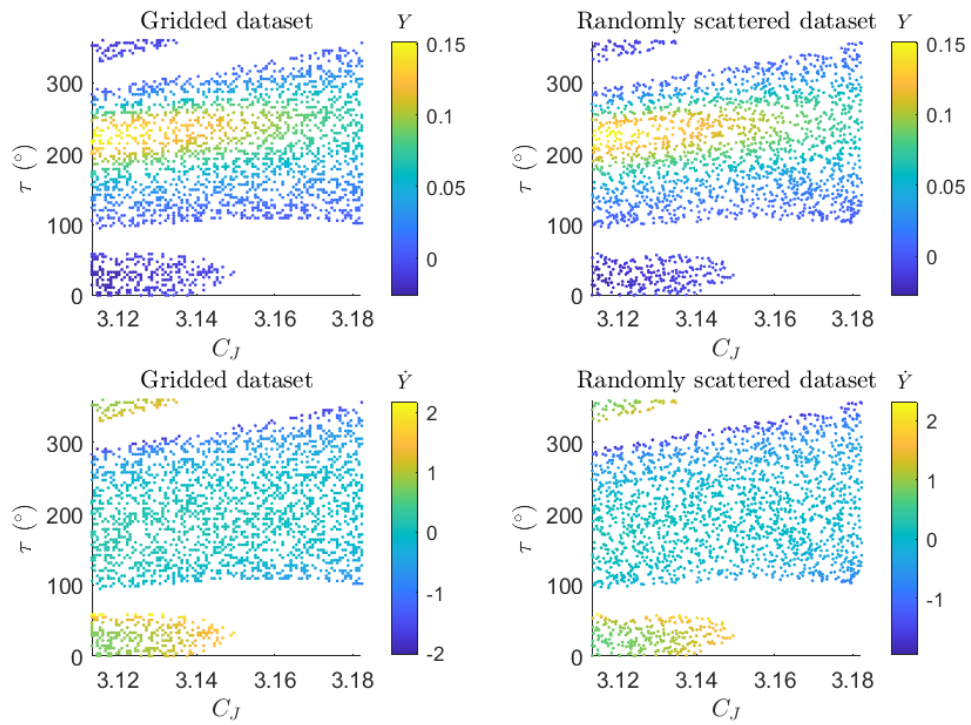 Gridded dataset
Y
0.15
0.1
0.05
0
300
200
100
0
τ (°)
3.12 3.14 3.16 3.18
C_J
Randomly scattered dataset
Y
0.15
0.1
0.05
0
300
200
100
0
τ (°)
3.12 3.14 3.16 3.18
C_J
Gridded dataset
Ẏ
2
1
0
-1
-2
300
200
100
0
τ (°)
3.12 3.14 3.16 3.18
C_J
Randomly scattered dataset
Ẏ
2
1
0
-1
300
200
100
0
τ (°)
3.12 3.14 3.16 3.18
C_J